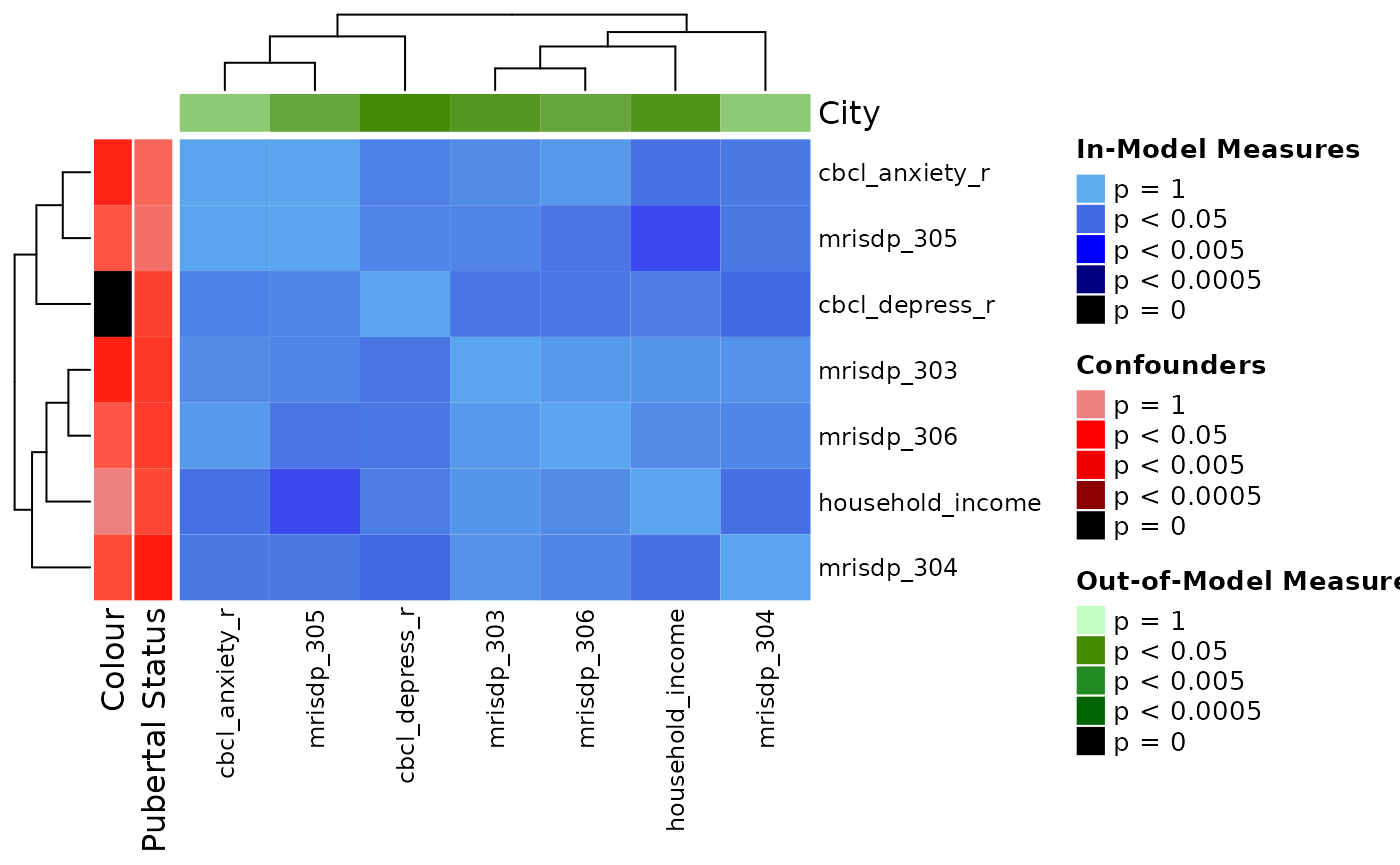 City
cbcl_anxiety_r
mrisdp_305
cbcl_depress_r
mrisdp_303
mrisdp_306
household_income
mrisdp_304
Colour
Pubertal Status
cbcl_anxiety_r
mrisdp_305
cbcl_depress_r
mrisdp_303
mrisdp_306
household_income
mrisdp_304
In-Model Measures
p = 1
p < 0.05
p < 0.005
p < 0.0005
p = 0
Confounders
p = 1
p < 0.05
p < 0.005
p < 0.0005
p = 0
Out-of-Model Measure
p = 1
p < 0.05
p < 0.005
p < 0.0005
p = 0